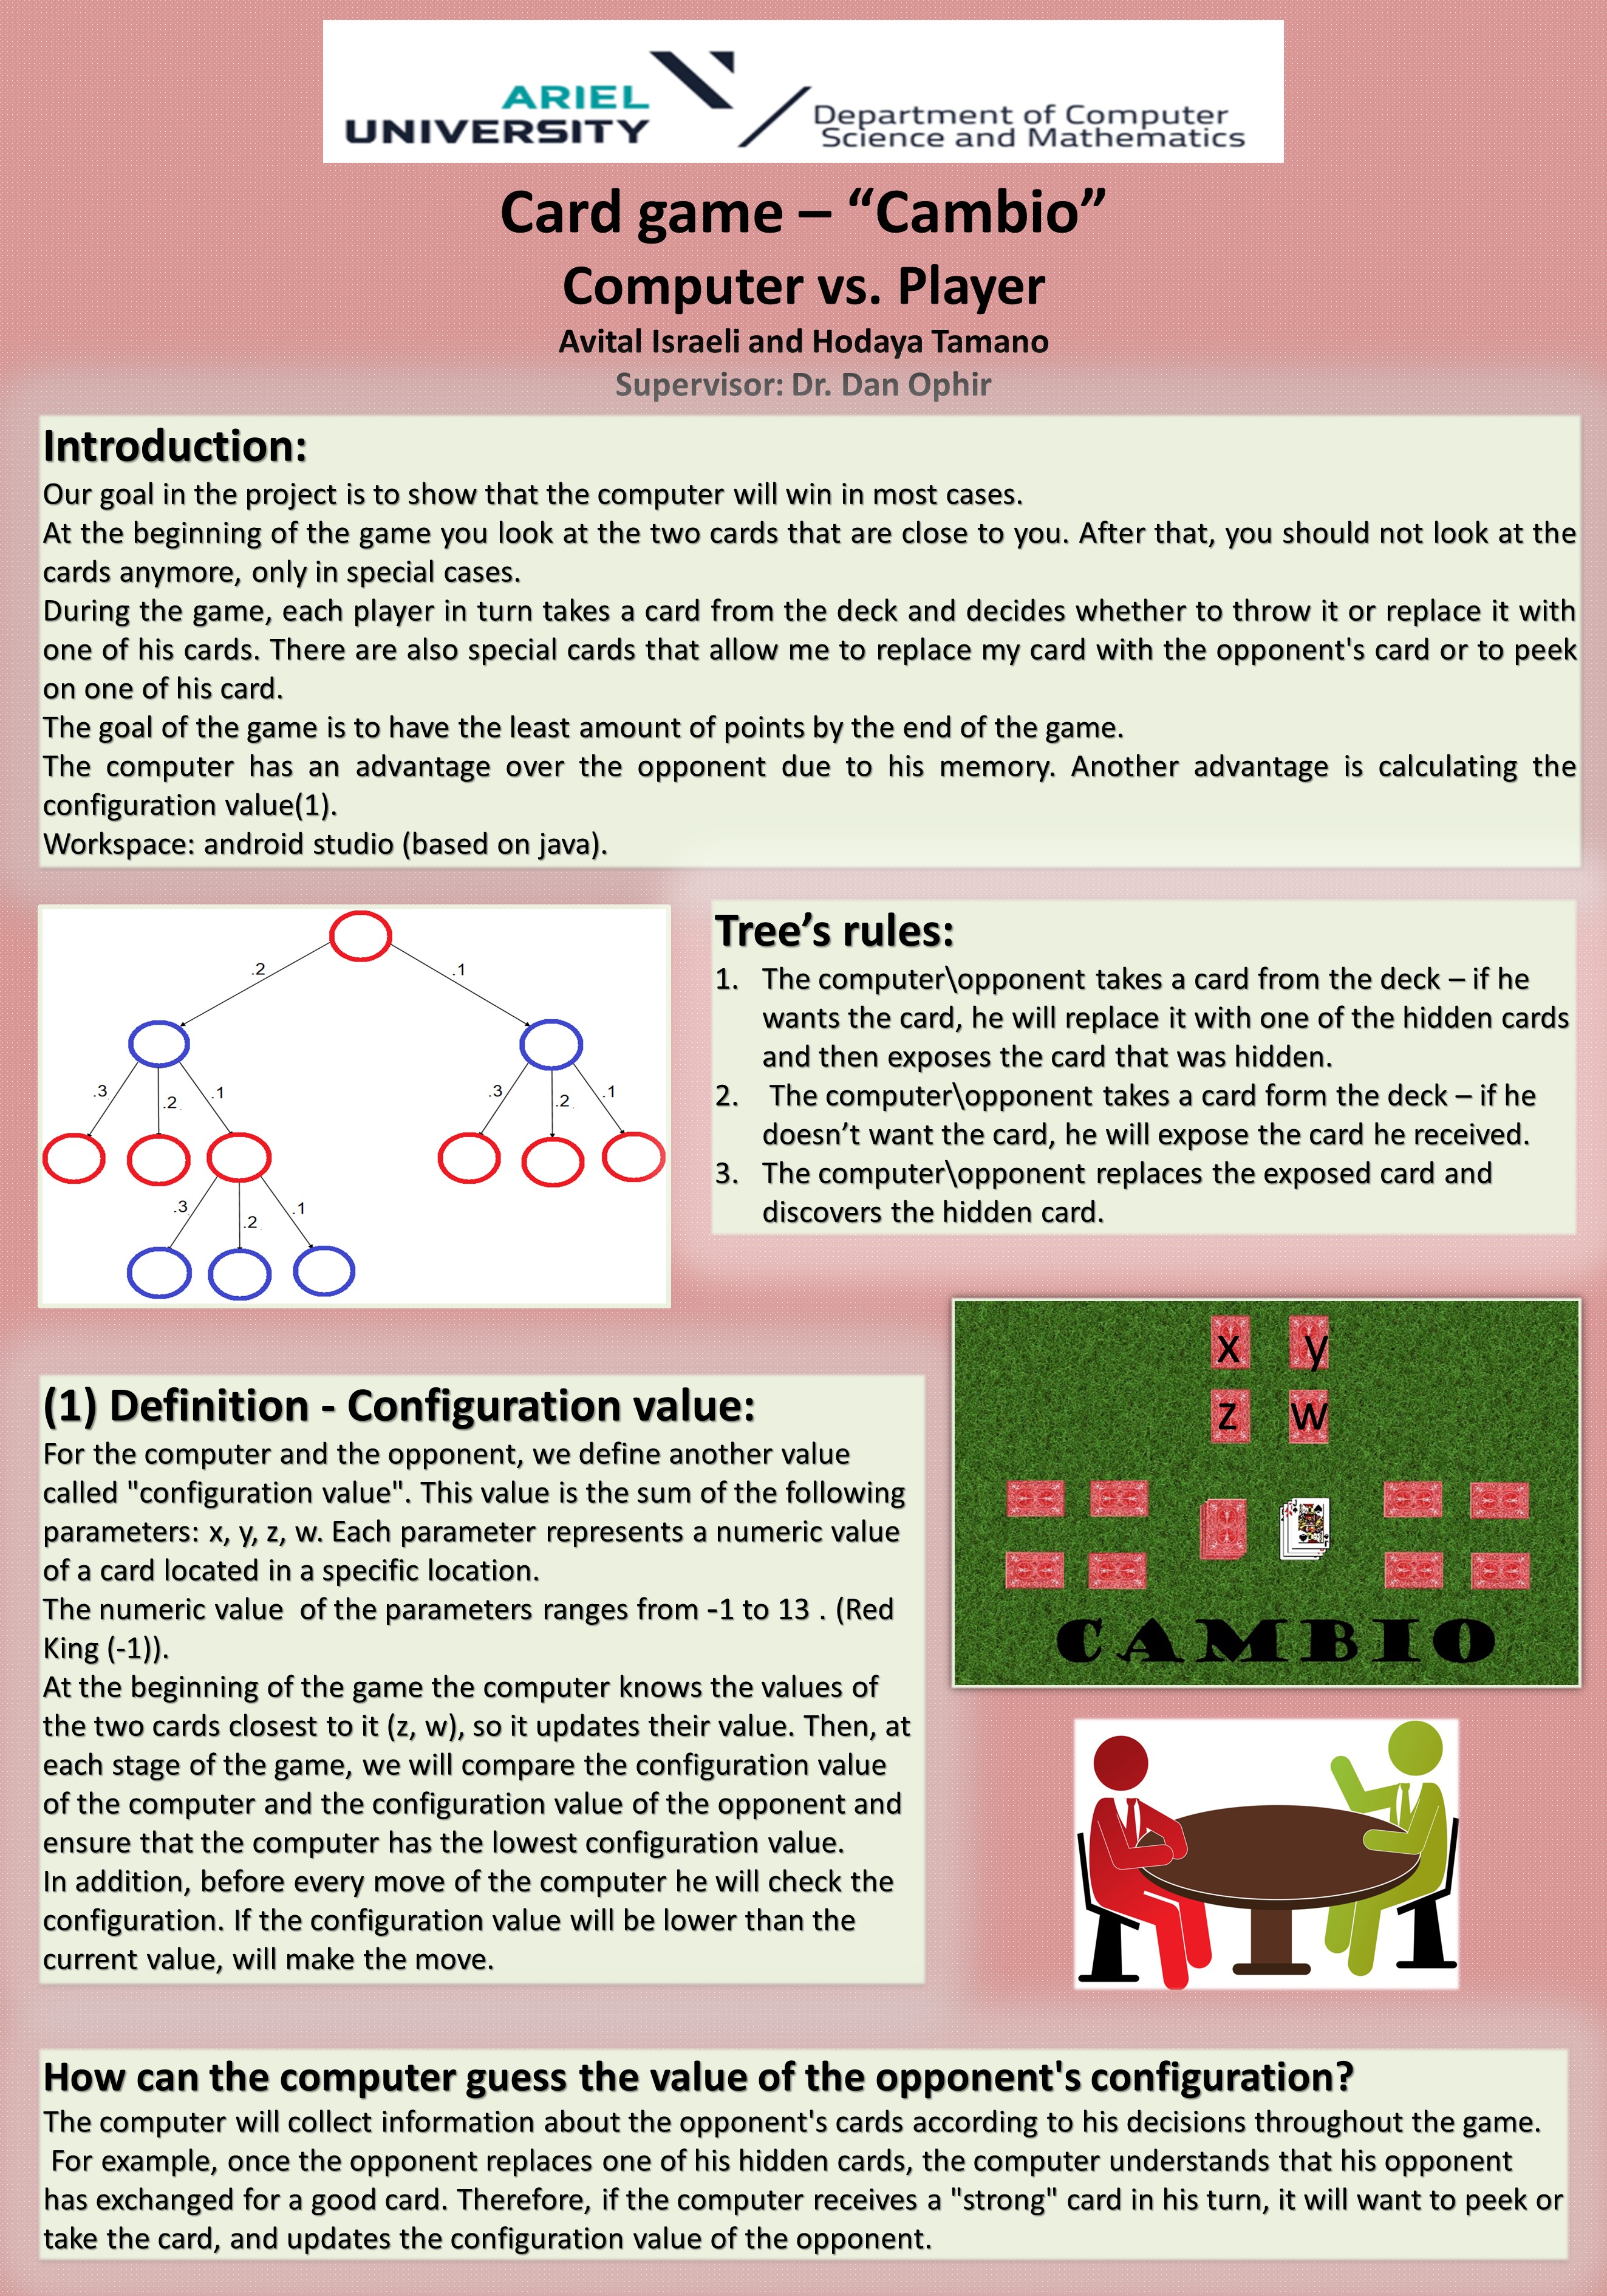 ARIEL
UNIVERSITY
Department of Computer
Science and Mathematics
Card game – “Cambio”
Computer vs. Player
Avital Israeli and Hodaya Tamano
Supervisor: Dr. Dan Ophir
Introduction:
Our goal in the project is to show that the computer will win in most cases.
At the beginning of the game you look at the two cards that are close to you. After that, you should not look at the
cards anymore, only in special cases.
During the game, each player in turn takes a card from the deck and decides whether to throw it or replace it with
one of his cards. There are also special cards that allow me to replace my card with the opponent's card or to peek
on one of his card.
The goal of the game is to have the least amount of points by the end of the game.
The computer has an advantage over the opponent due to his memory. Another advantage is calculating the
configuration value(1).
Workspace: android studio (based on java).
.2 .1
.3 .2 .1 .3 .2 .1
.3 .2 .1
Tree’s rules:
1. The computer\opponent takes a card from the deck – if he
wants the card, he will replace it with one of the hidden cards
and then exposes the card that was hidden.
2. The computer\opponent takes a card form the deck – if he
doesn’t want the card, he will expose the card he received.
3. The computer\opponent replaces the exposed card and
discovers the hidden card.
x y
z w
CAMBIO
(1) Definition - Configuration value:
For the computer and the opponent, we define another value
called "configuration value". This value is the sum of the following
parameters: x, y, z, w. Each parameter represents a numeric value
of a card located in a specific location.
The numeric value  of the parameters ranges from -1 to 13 . (Red
King (-1)).
At the beginning of the game the computer knows the values of
the two cards closest to it (z, w), so it updates their value. Then, at
each stage of the game, we will compare the configuration value
of the computer and the configuration value of the opponent and
ensure that the computer has the lowest configuration value.
In addition, before every move of the computer he will check the
configuration. If the configuration value will be lower than the
current value, will make the move.
How can the computer guess the value of the opponent's configuration?
The computer will collect information about the opponent's cards according to his decisions throughout the game.
For example, once the opponent replaces one of his hidden cards, the computer understands that his opponent
has exchanged for a good card. Therefore, if the computer receives a "strong" card in his turn, it will want to peek or
take the card, and updates the configuration value of the opponent.